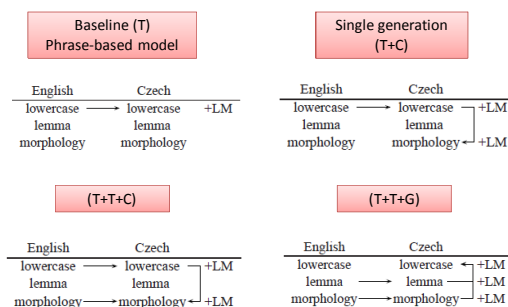 Baseline (T)
Phrase-based model
English Czech
lowercase lowercase +LM
lemma lemma
morphology morphology
Single generation
(T+C)
English Czech
lowercase lowercase +LM
lemma lemma
morphology morphology +LM
(T+T+C)
English Czech
lowercase lowercase +LM
lemma lemma
morphology morphology +LM
(T+T+G)
English Czech
lowercase lowercase +LM
lemma lemma +LM
morphology morphology +LM